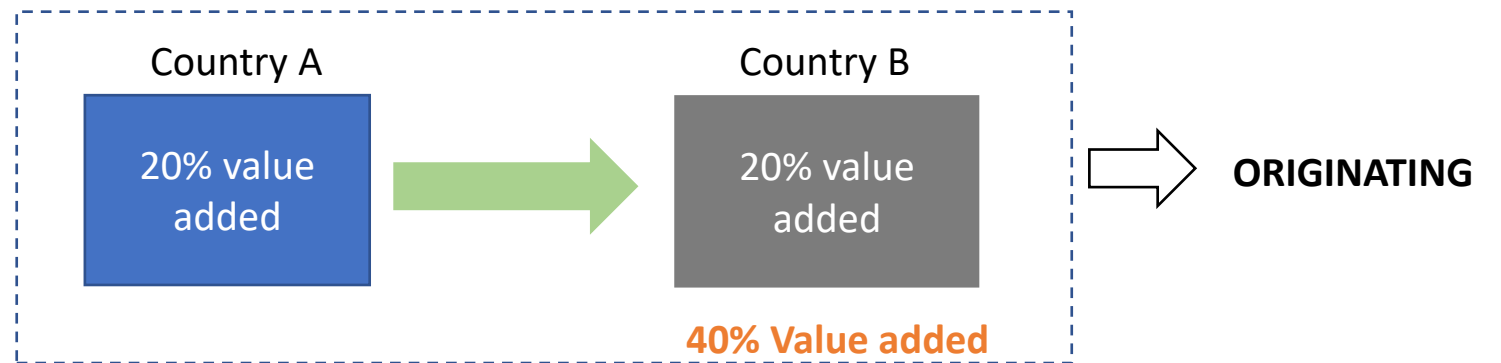 Country A
Country B
20% value
added
20% value
added
ORIGINATING
40% Value added